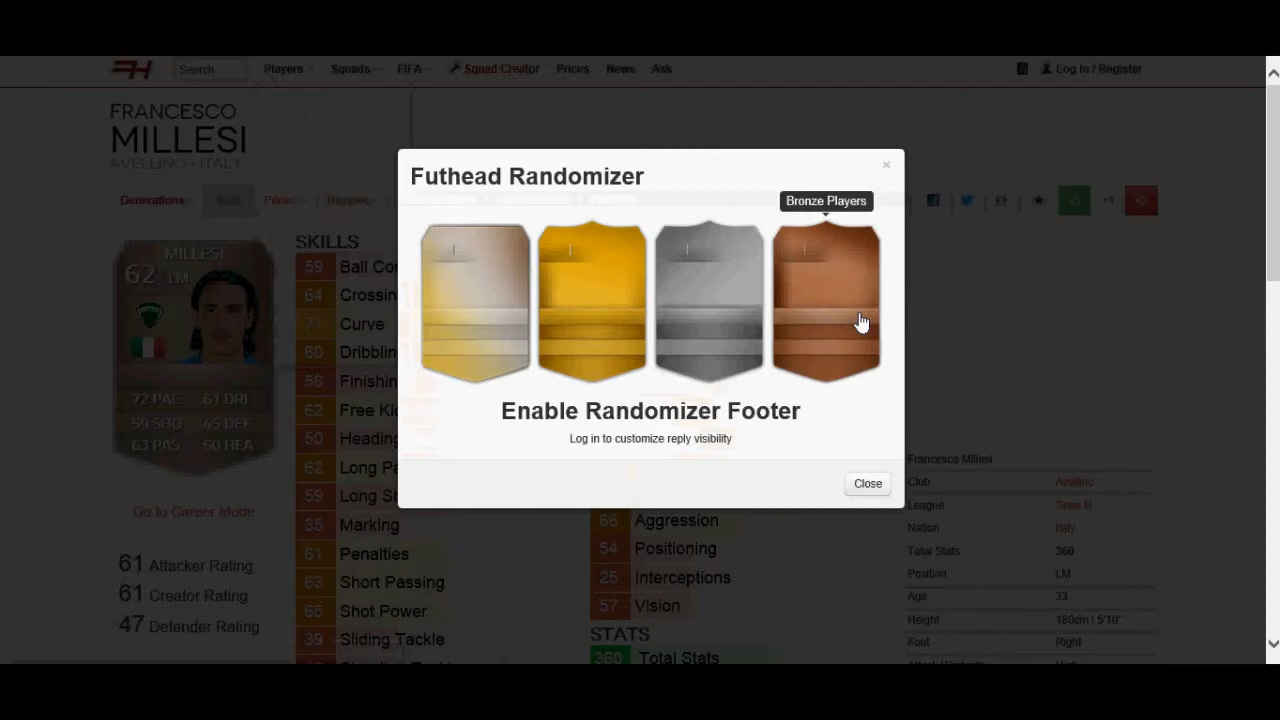 FH Search Players Squads FIFA Squad Creator Prices News Ask Log In / Register
FRANCESCO
MILLESI
AVELLINO • ITALY
Generations Prices Reviews +1
MILLESI
62 LM
72 PAC 61 DRI
59 SHO 45 DEF
63 PAS 60 HEA
Go to Career Mode
61 Attacker Rating
61 Creator Rating
47 Defender Rating
SKILLS
59 Ball Con
64 Crossin
71 Curve
60 Dribblin
56 Finishin
62 Free Ki
50 Headin
62 Long Pa
59 Long Sh
35 Marking
61 Penalties
63 Short Passing
65 Shot Power
39 Sliding Tackle
Futhead Randomizer
×
Bronze Players
Enable Randomizer Footer
Log in to customize reply visibility
Close
66 Aggression
54 Positioning
25 Interceptions
57 Vision
STATS
360 Total Stats
Francesco Millesi
Club Avellino
League Serie B
Nation Italy
Total Stats 360
Position LM
Age 33
Height 180cm | 5'10"
Foot Right